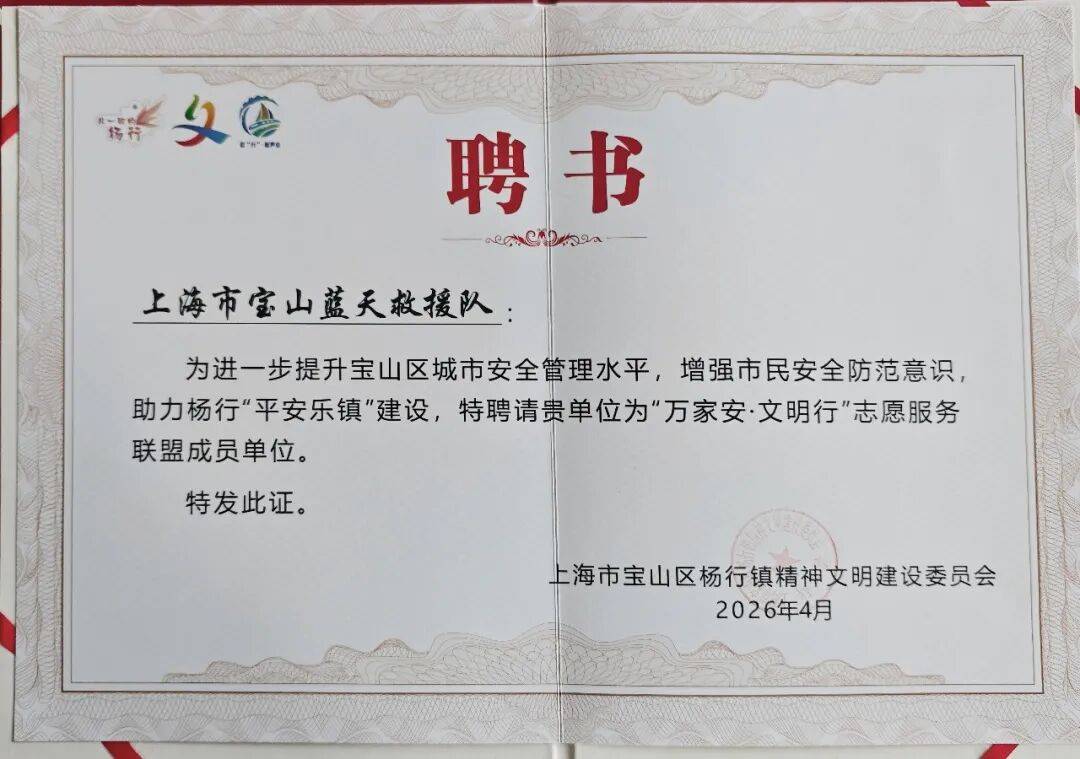 杨行
聘书
上海市宝山蓝天救援队：
为进一步提升宝山区城市安全管理水平，增强市民安全防范意识，
助力杨行“平安乐镇”建设，特聘请贵单位为“万家安·文明行”志愿服务
联盟成员单位。
特发此证。
上海市宝山区杨行镇精神文明建设委员会
2026年4月